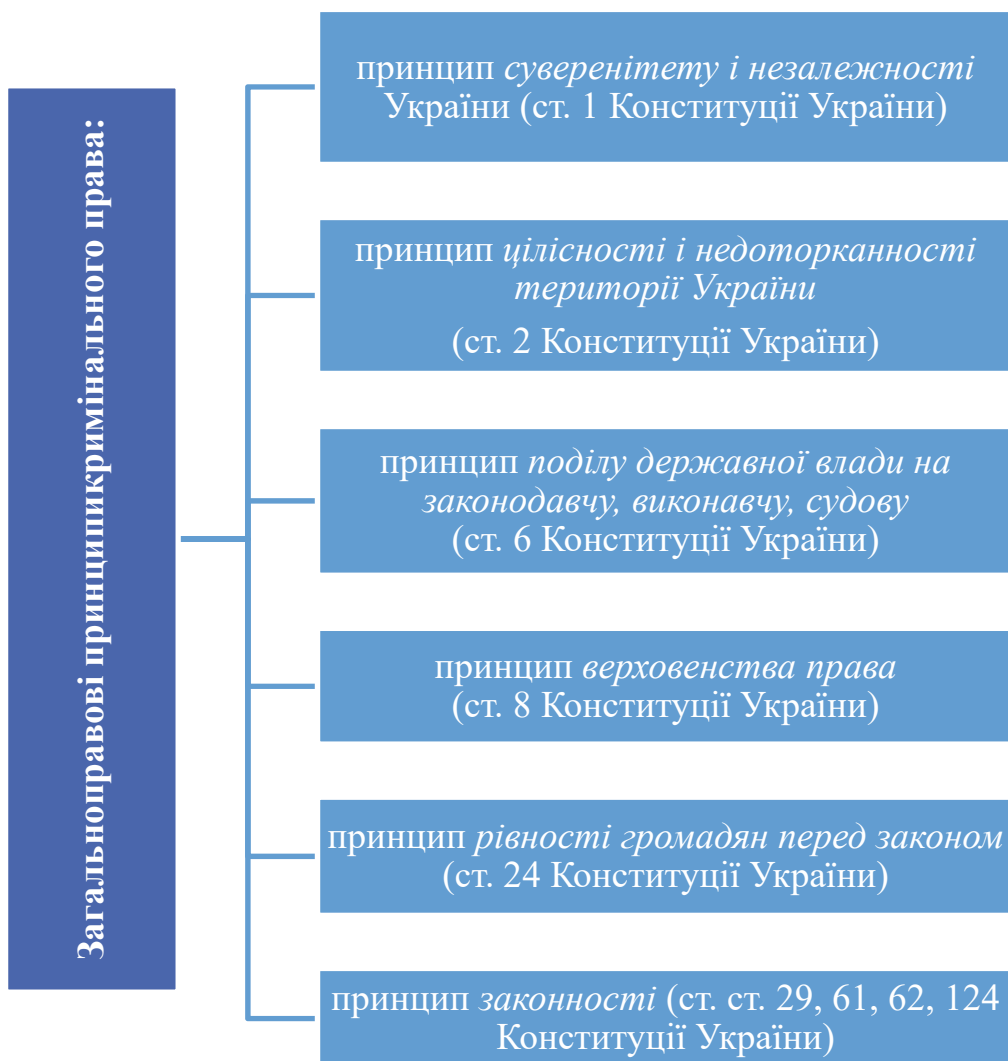 Загальноправові принципикримінального права:
принцип суверенітету і незалежності
України (ст. 1 Конституції України)
принцип цілісності і недоторканності
території України
(ст. 2 Конституції України)
принцип поділу державної влади на
законодавчу, виконавчу, судову
(ст. 6 Конституції України)
принцип верховенства права
(ст. 8 Конституції України)
принцип рівності громадян перед законом
(ст. 24 Конституції України)
принцип законності (ст. ст. 29, 61, 62, 124
Конституції України)